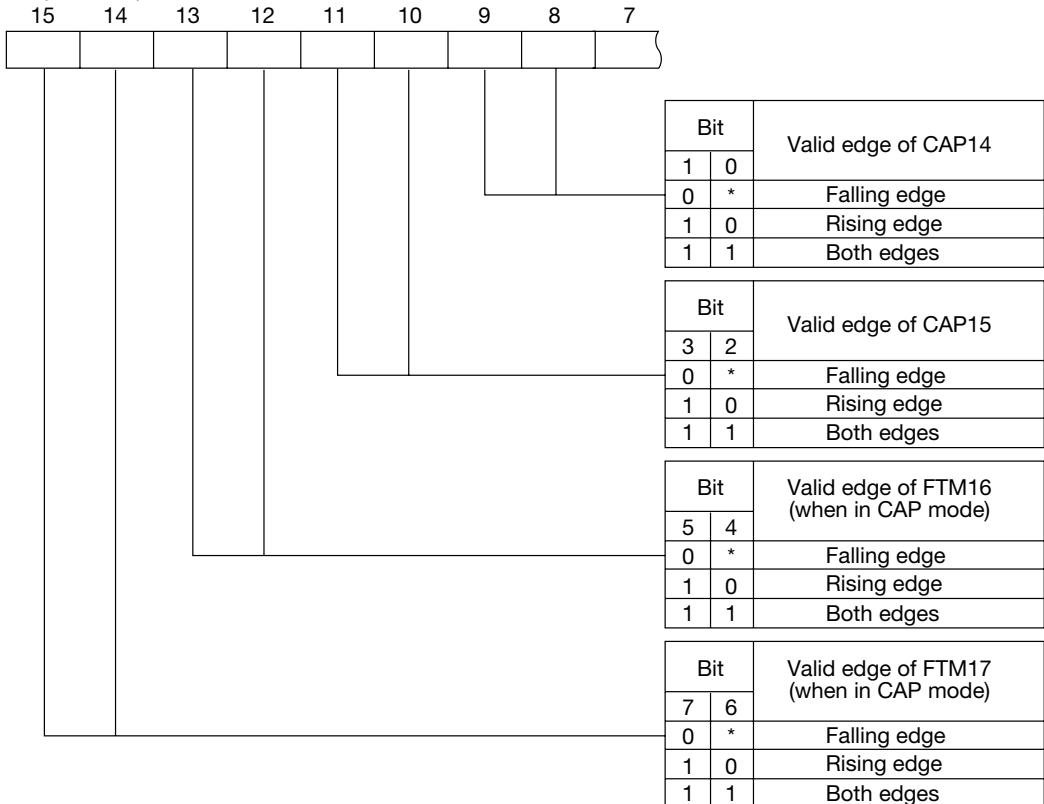 15 14 13 12 11 10 9 8 7
Bit Valid edge of CAP14
1 0
0 * Falling edge
1 0 Rising edge
1 1 Both edges
Bit Valid edge of CAP15
3 2
0 * Falling edge
1 0 Rising edge
1 1 Both edges
Bit Valid edge of FTM16
(when in CAP mode)
5 4
0 * Falling edge
1 0 Rising edge
1 1 Both edges
Bit Valid edge of FTM17
(when in CAP mode)
7 6
0 * Falling edge
1 0 Rising edge
1 1 Both edges